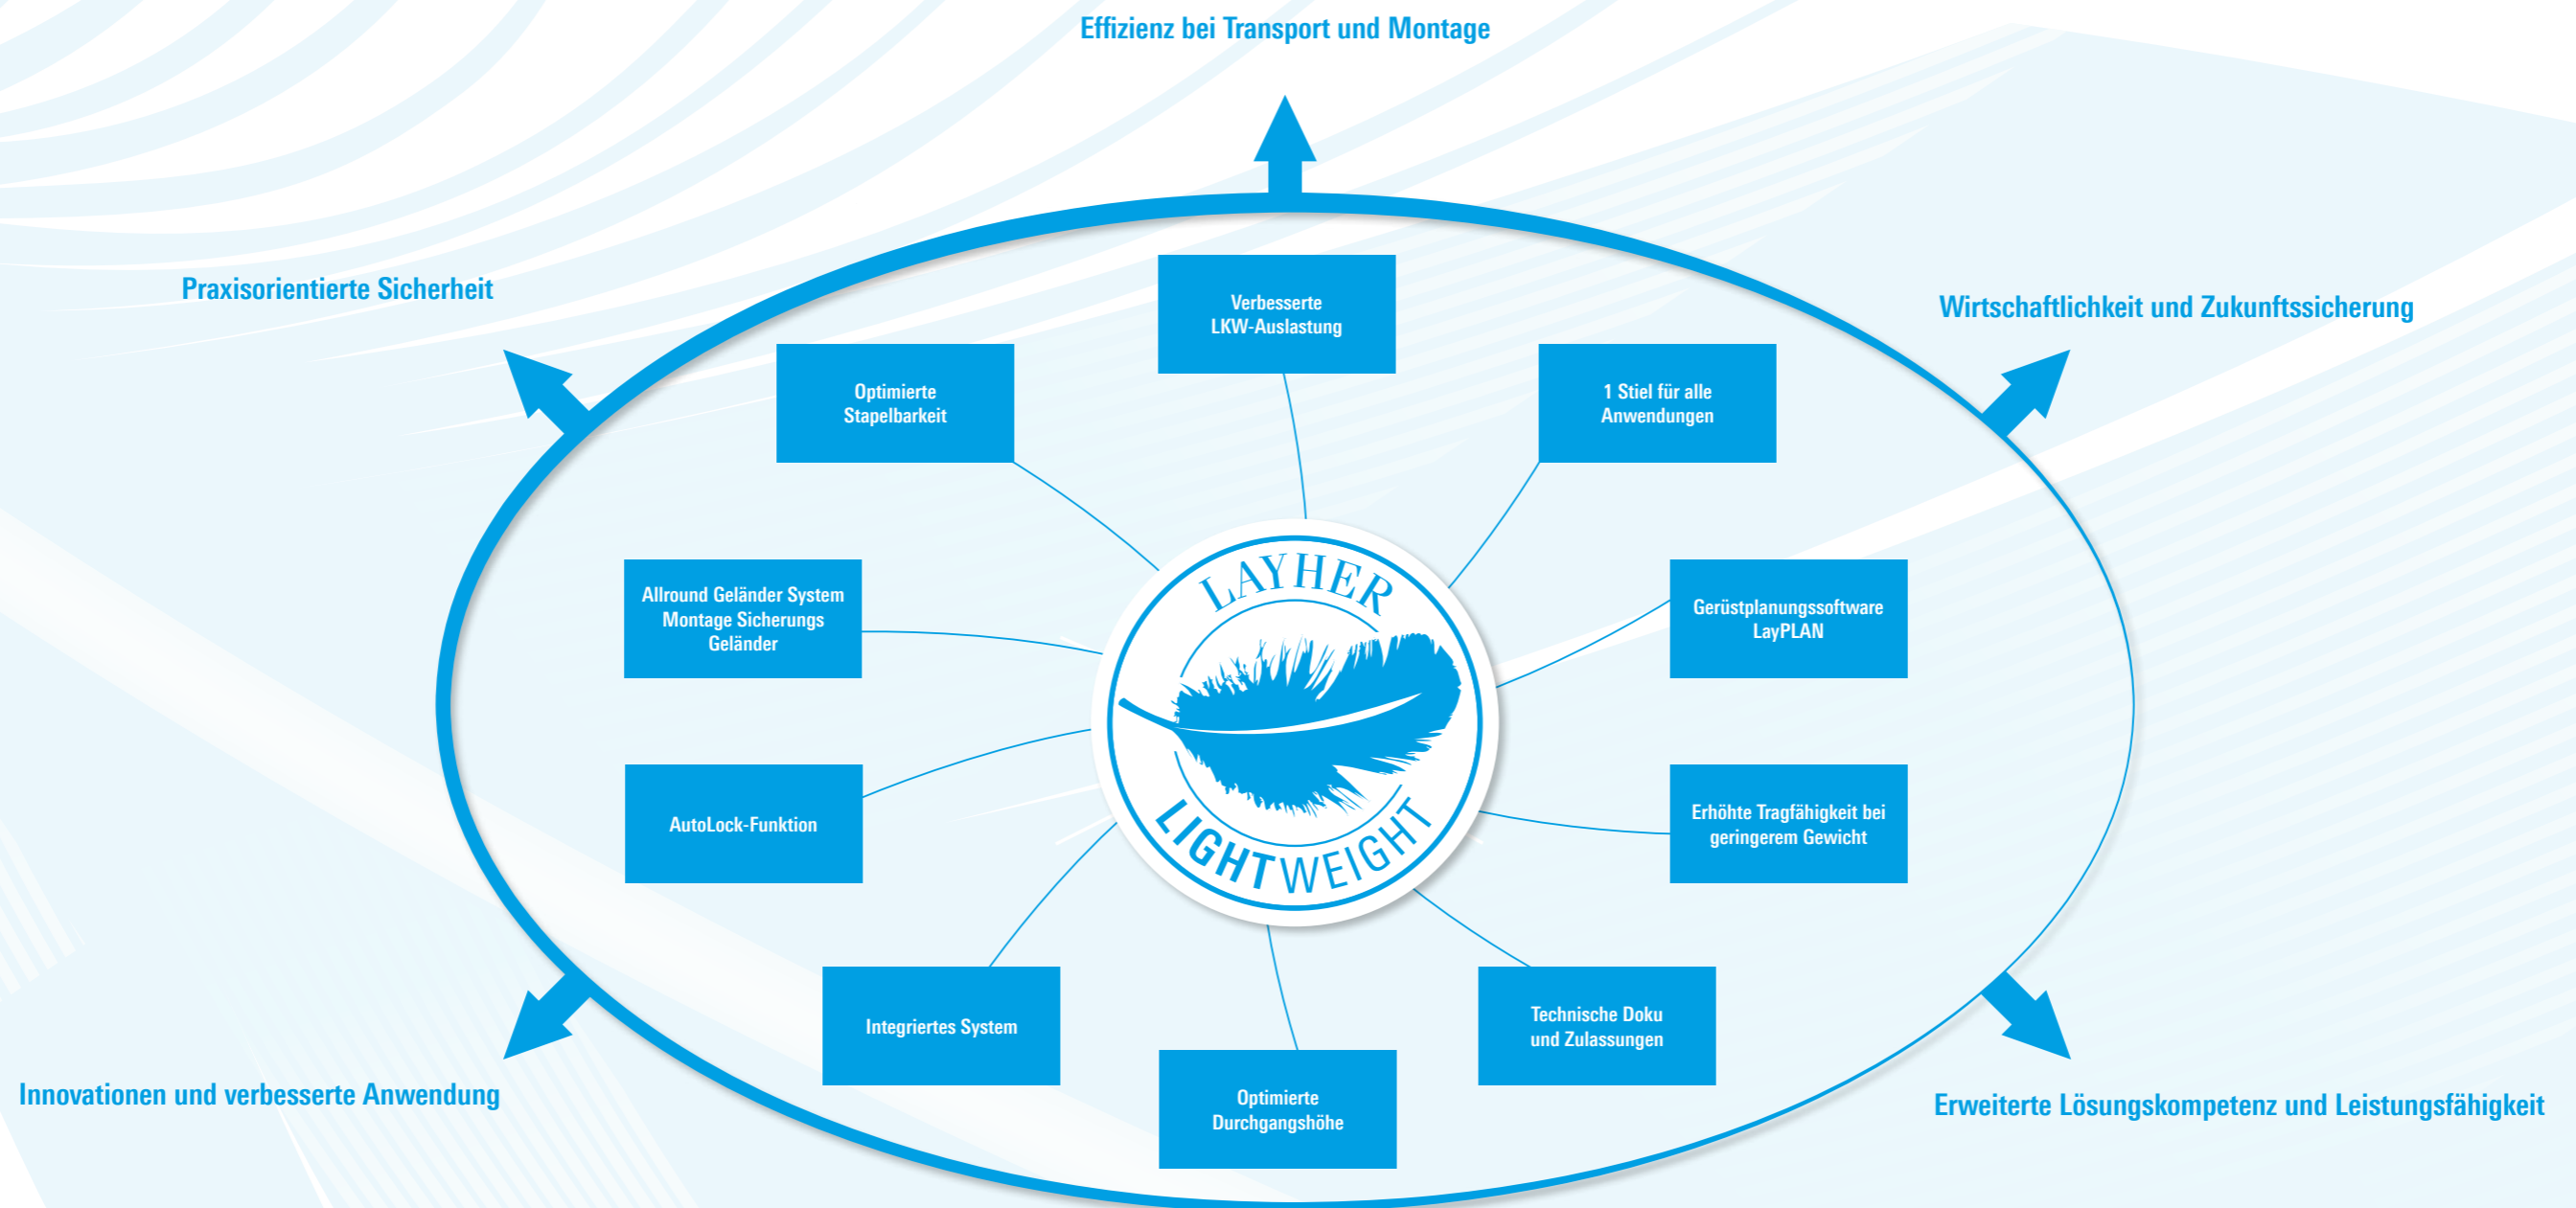 Effizienz bei Transport und Montage
Praxisorientierte Sicherheit
Wirtschaftlichkeit und Zukunftssicherung
Verbesserte
LKW-Auslastung
Optimierte
Stapelbarkeit
1 Stiel für alle
Anwendungen
Allround Geländer System
Montage Sicherungs
Geländer
Gerüstplanungssoftware
LayPLAN
LAYHER
LIGHTWEIGHT
AutoLock-Funktion
Erhöhte Tragfähigkeit bei
geringerem Gewicht
Integriertes System
Technische Doku
und Zulassungen
Optimierte
Durchgangshöhe
Innovationen und verbesserte Anwendung
Erweiterte Lösungskompetenz und Leistungsfähigkeit